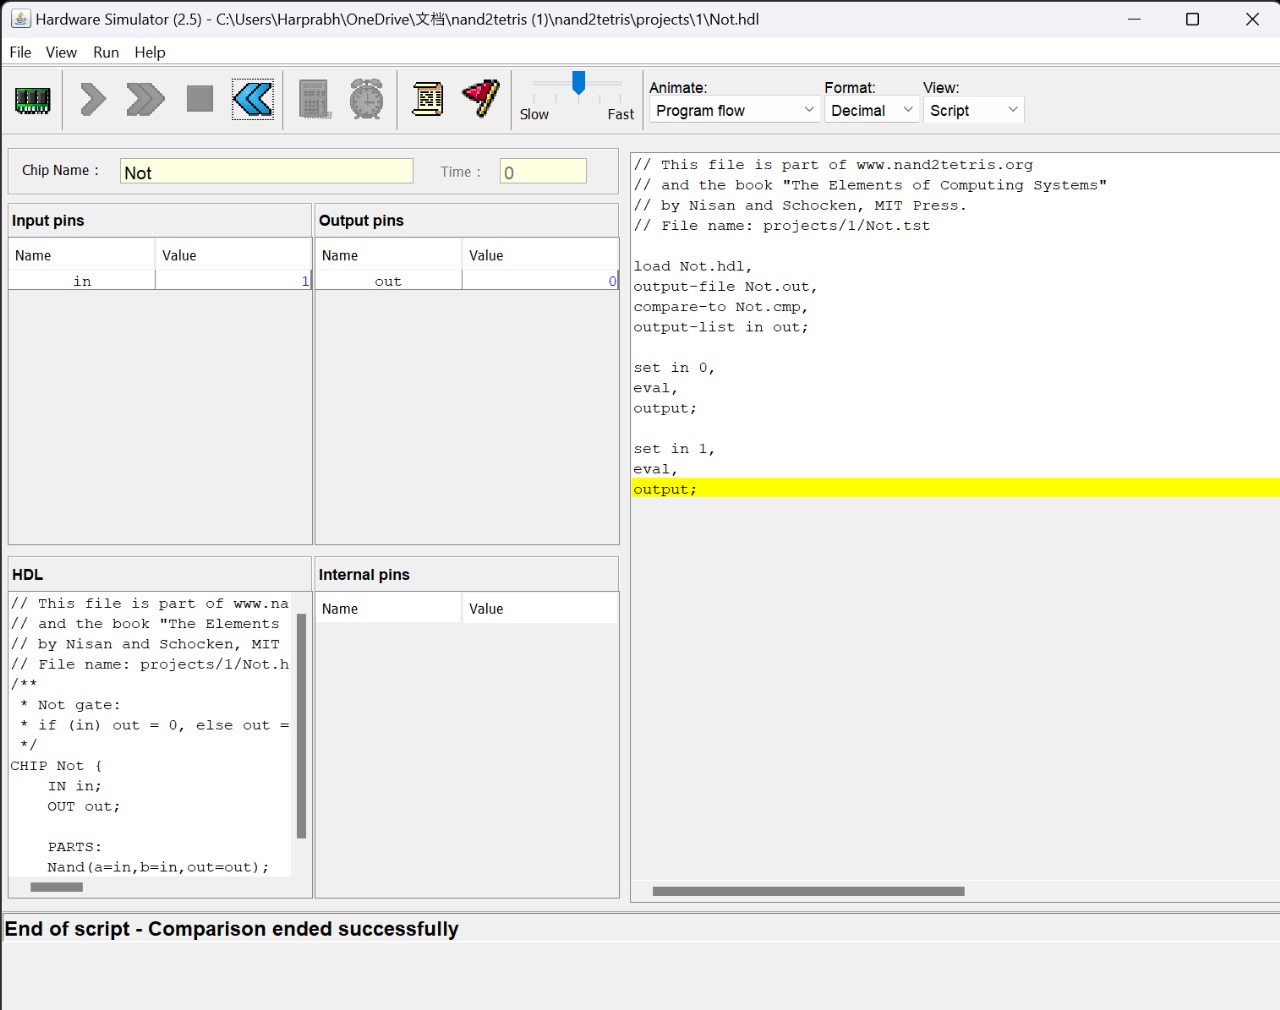 Hardware Simulator (2.5) - C:\Users\Harprabh\OneDrive\文档\nand2tetris (1)\nand2tetris\projects\1\Not.hdl
File View Run Help
Slow Fast
Animate: Format: View:
Program flow Decimal Script
Chip Name : Not Time : 0
Input pins Output pins
Name Value Name Value
in 1 out 0
// This file is part of www.nand2tetris.org
// and the book "The Elements of Computing Systems"
// by Nisan and Schocken, MIT Press.
// File name: projects/1/Not.tst
load Not.hdl,
output-file Not.out,
compare-to Not.cmp,
output-list in out;
set in 0,
eval,
output;
set in 1,
eval,
output;
HDL Internal pins
Name Value
// This file is part of www.na
// and the book "The Elements
// by Nisan and Schocken, MIT
// File name: projects/1/Not.h
/**
* Not gate:
* if (in) out = 0, else out =
*/
CHIP Not {
IN in;
OUT out;
PARTS:
Nand(a=in,b=in,out=out);
End of script - Comparison ended successfully